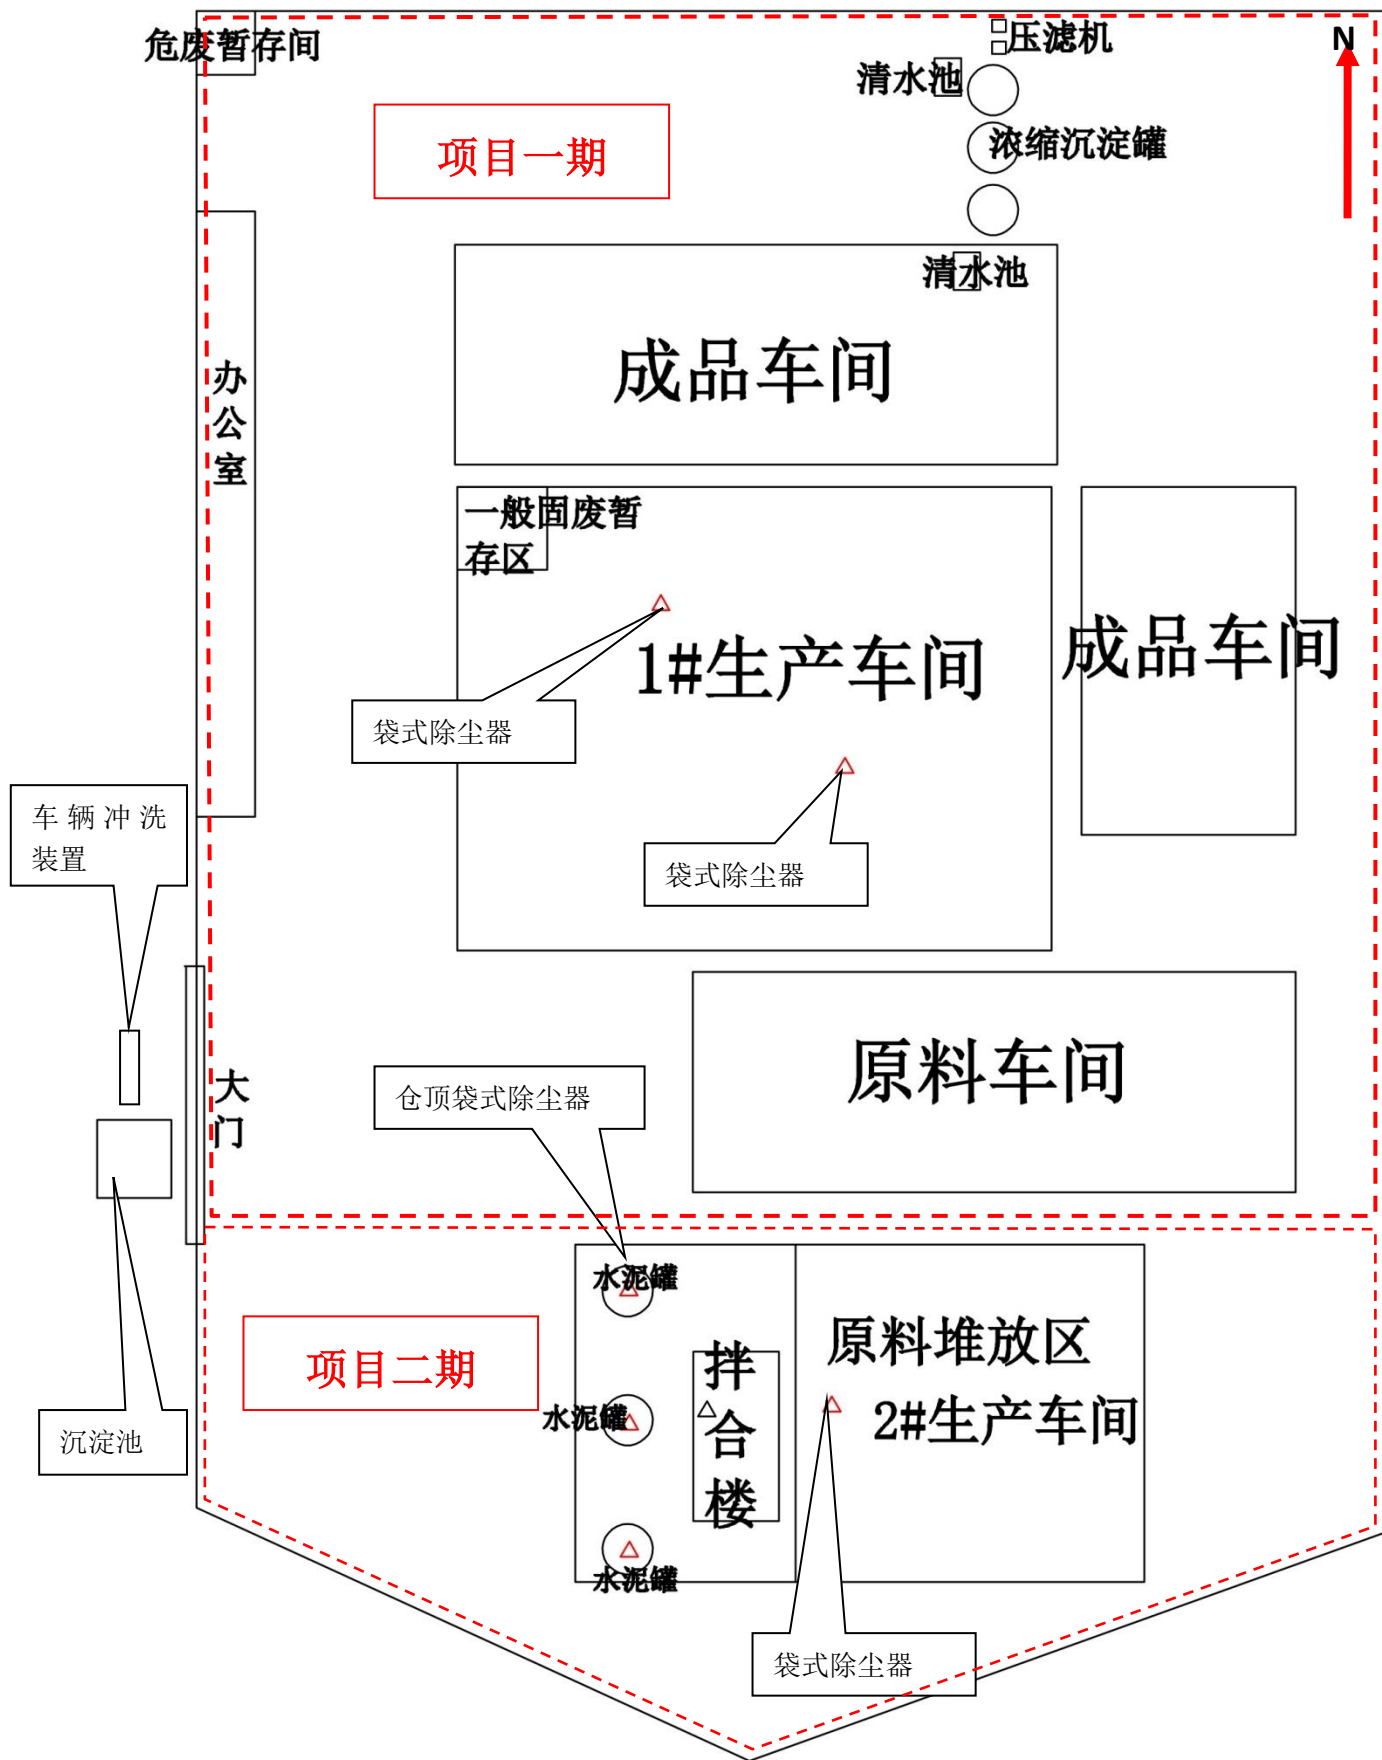 危废暂存间
压滤机
N
清水池
项目一期
浓缩沉淀罐
清水池
成品车间
办
公
室
一般固废暂
存区
1#生产车间
成品车间
袋式除尘器
车辆冲洗
装置
袋式除尘器
原料车间
大
门
仓顶袋式除尘器
水泥罐
项目二期
原料堆放区
拌
合
楼
水泥罐
2#生产车间
沉淀池
水泥罐
袋式除尘器